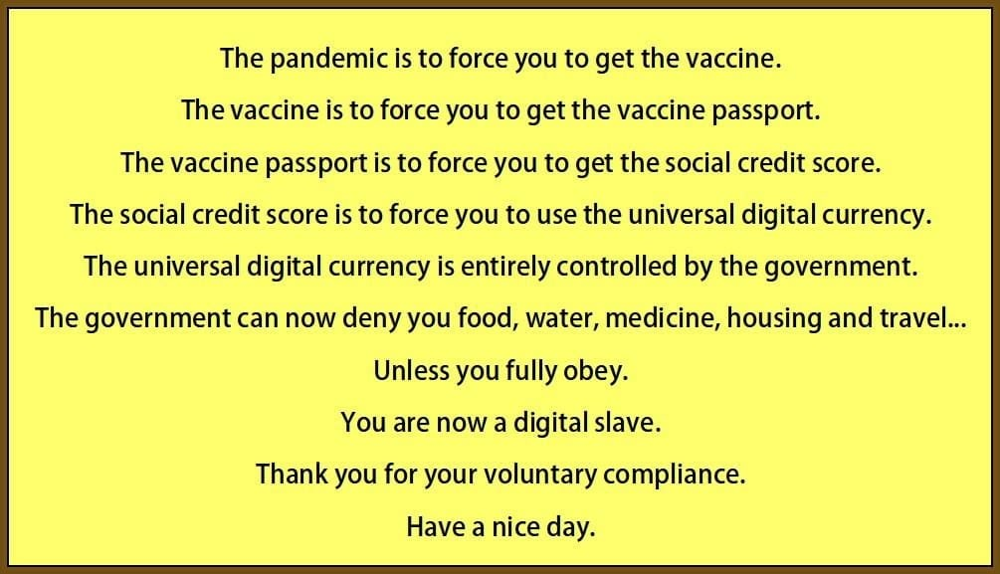 The pandemic is to force you to get the vaccine.
The vaccine is to force you to get the vaccine passport.
The vaccine passport is to force you to get the social credit score.
The social credit score is to force you to use the universal digital currency.
The universal digital currency is entirely controlled by the government.
The government can now deny you food, water, medicine, housing and travel...
Unless you fully obey.
You are now a digital slave.
Thank you for your voluntary compliance.
Have a nice day.